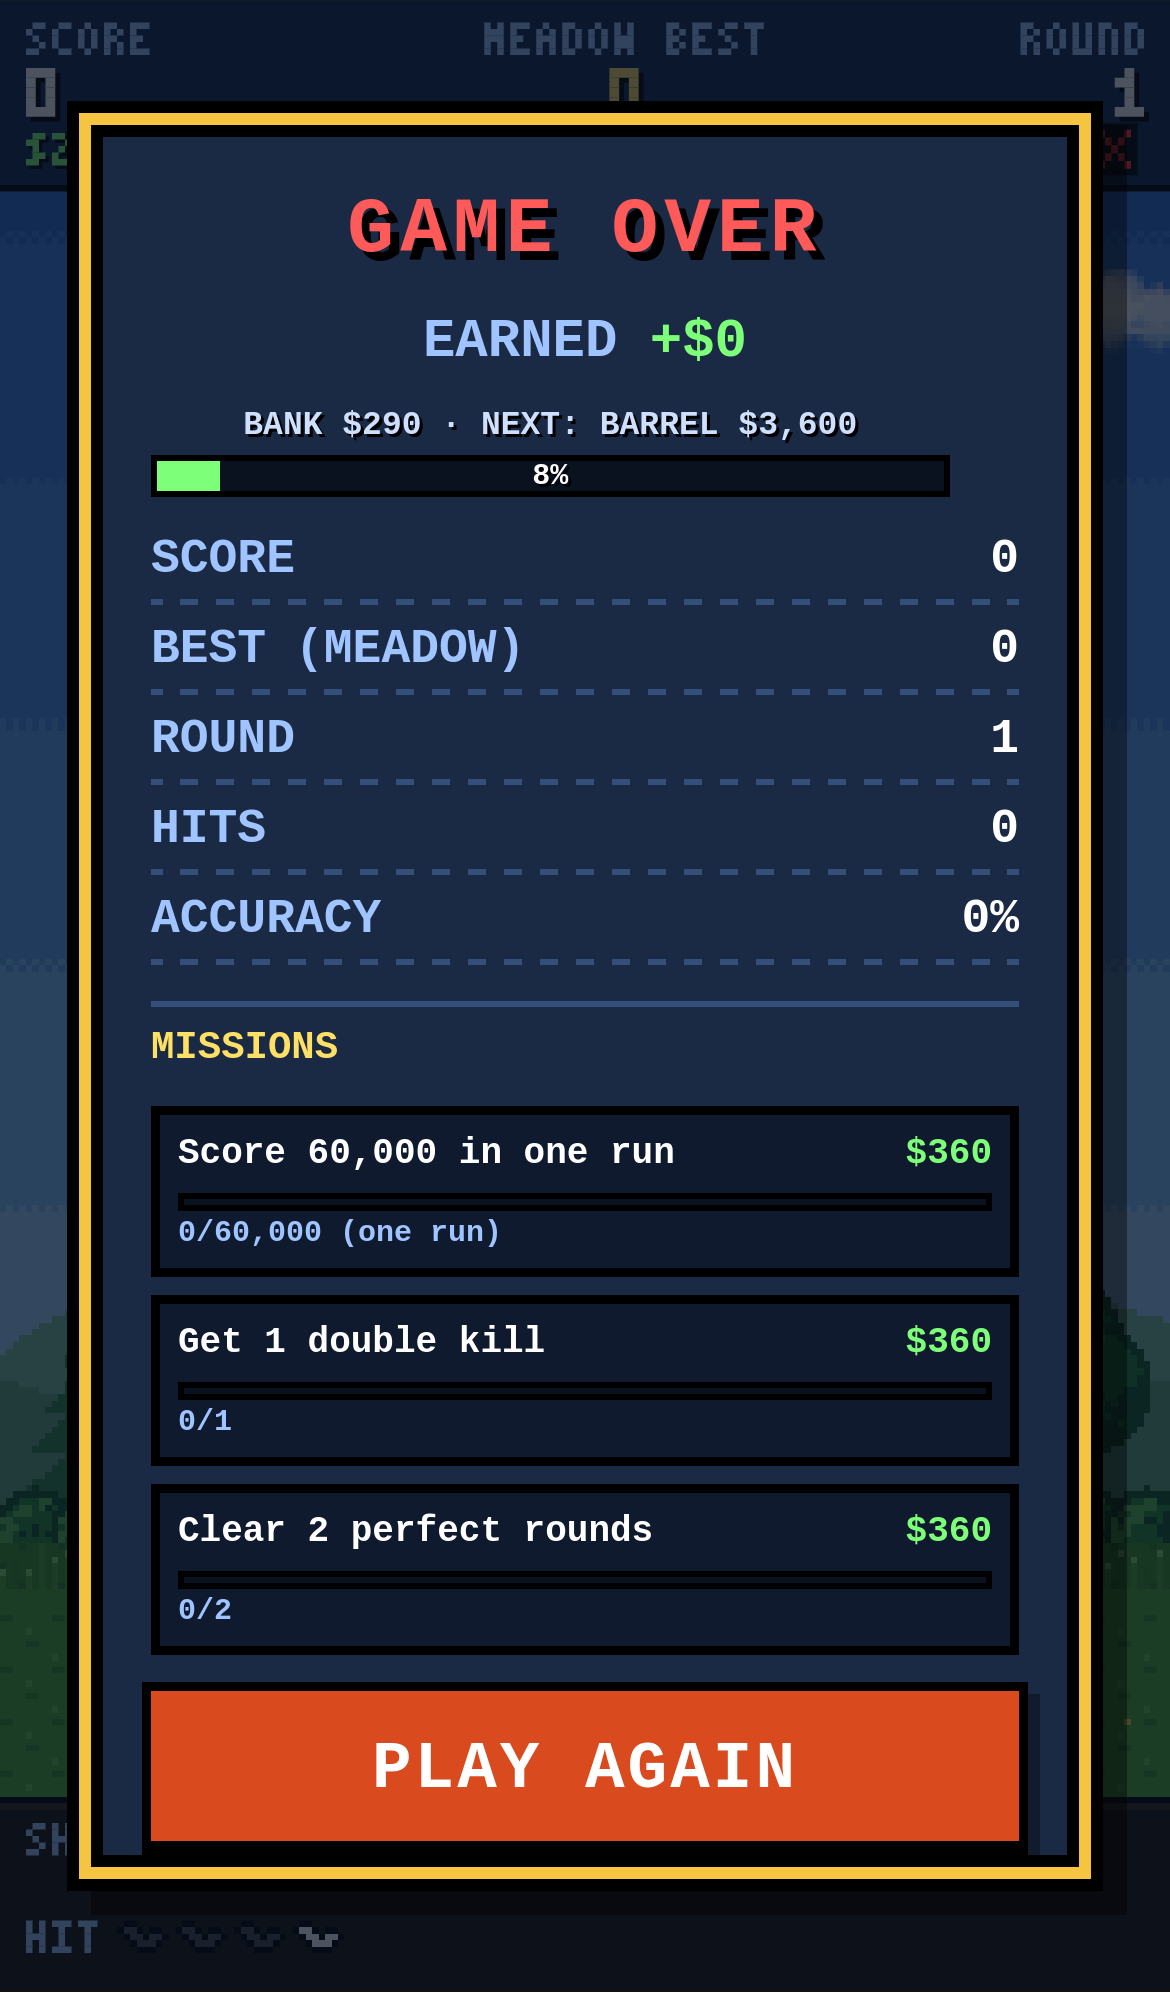 SCORE MEADOW BEST ROUND
0 0 1
GAME OVER
EARNED +$0
BANK $290 · NEXT: BARREL $3,600
8%
SCORE 0
BEST (MEADOW) 0
ROUND 1
HITS 0
ACCURACY 0%
MISSIONS
Score 60,000 in one run $360
0/60,000 (one run)
Get 1 double kill $360
0/1
Clear 2 perfect rounds $360
0/2
PLAY AGAIN
HIT